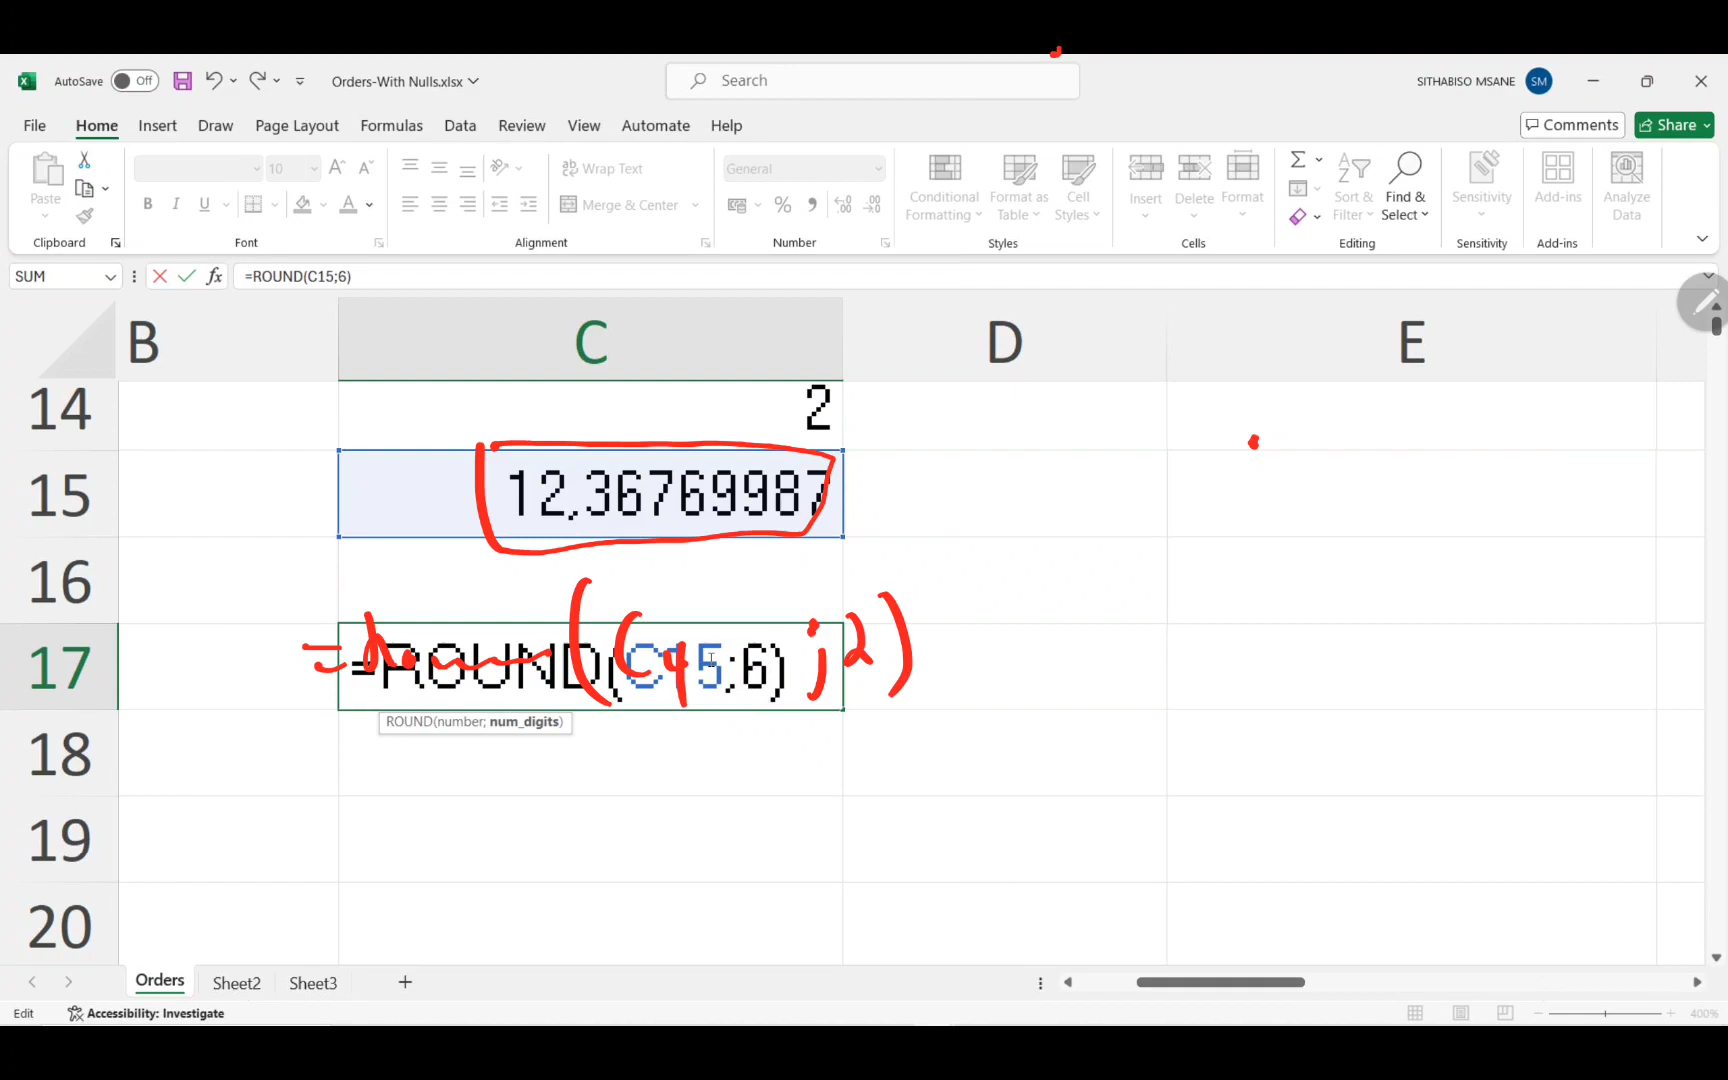 AutoSave Off Orders-With Nulls.xlsx Search SITHABISO MSANE SM
File Home Insert Draw Page Layout Formulas Data Review View Automate Help Comments Share
Paste 10 Wrap Text General Conditional Formatting Format as Table Cell Styles Insert Delete Format Sort & Filter Find & Select Sensitivity Add-ins Analyze Data
B I U Merge & Center %
Clipboard Font Alignment Number Styles Cells Editing Sensitivity Add-ins
SUM fx =ROUND(C15;6)
B C D E
14 2
15 12,36769987
16
17 =ROUND(C15;6)
ROUND(number; num_digits)
18
19
20
Orders Sheet2 Sheet3
Edit Accessibility: Investigate 400%